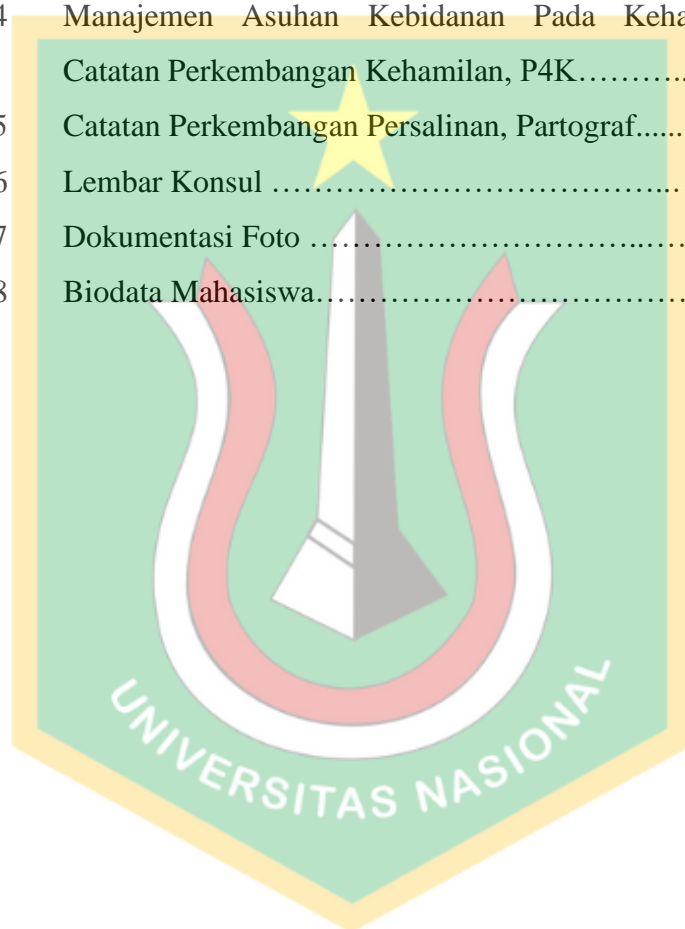 4 Manajemen Asuhan Kebidanan Pada Keha
Catatan Perkembangan Kehamilan, P4K………..
5 Catatan Perkembangan Persalinan, Partograf......
6 Lembar Konsul ………………………………...…
7 Dokumentasi Foto …………………………...……
8 Biodata Mahasiswa………………………………
UNIVERSITAS NASIONAL